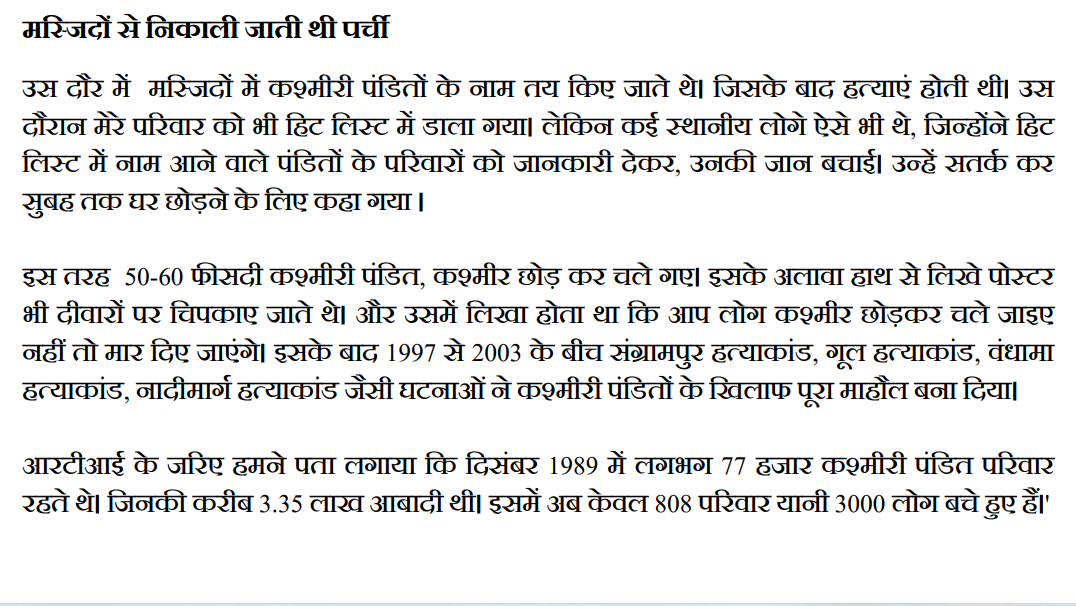 मस्जिदों से निकाली जाती थी पर्ची
उस दौर में मस्जिदों में कश्मीरी पंडितों के नाम तय किए जाते थे। जिसके बाद हत्याएं होती थी। उस
दौरान मेरे परिवार को भी हिट लिस्ट में डाला गया। लेकिन कई स्थानीय लोगे ऐसे भी थे, जिन्होंने हिट
लिस्ट में नाम आने वाले पंडितों के परिवारों को जानकारी देकर, उनकी जान बचाई। उन्हें सतर्क कर
सुबह तक घर छोड़ने के लिए कहा गया ।
इस तरह 50-60 फीसदी कश्मीरी पंडित, कश्मीर छोड़ कर चले गए। इसके अलावा हाथ से लिखे पोस्टर
भी दीवारों पर चिपकाए जाते थे। और उसमें लिखा होता था कि आप लोग कश्मीर छोड़कर चले जाइए
नहीं तो मार दिए जाएंगे। इसके बाद 1997 से 2003 के बीच संग्रामपुर हत्याकांड, गूल हत्याकांड, वंधामा
हत्याकांड, नादीमार्ग हत्याकांड जैसी घटनाओं ने कश्मीरी पंडितों के खिलाफ पूरा माहौल बना दिया।
आरटीआई के जरिए हमने पता लगाया कि दिसंबर 1989 में लगभग 77 हजार कश्मीरी पंडित परिवार
रहते थे। जिनकी करीब 3.35 लाख आबादी थी। इसमें अब केवल 808 परिवार यानी 3000 लोग बचे हुए हैं।'